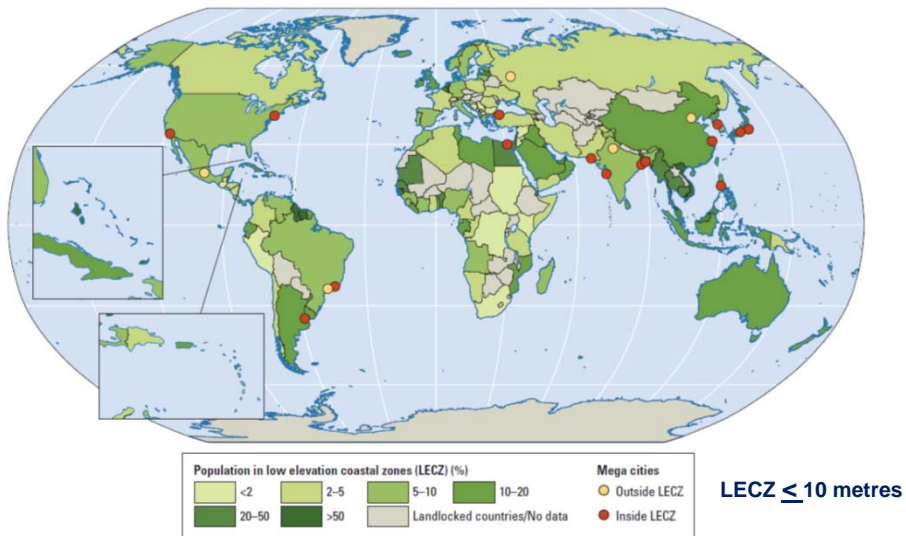 Population in low elevation coastal zones (LECZ) (%)
<2
2–5
5–10
10–20
20–50
>50
Landlocked countries/No data
Mega cities
Outside LECZ
Inside LECZ
LECZ < 10 metres